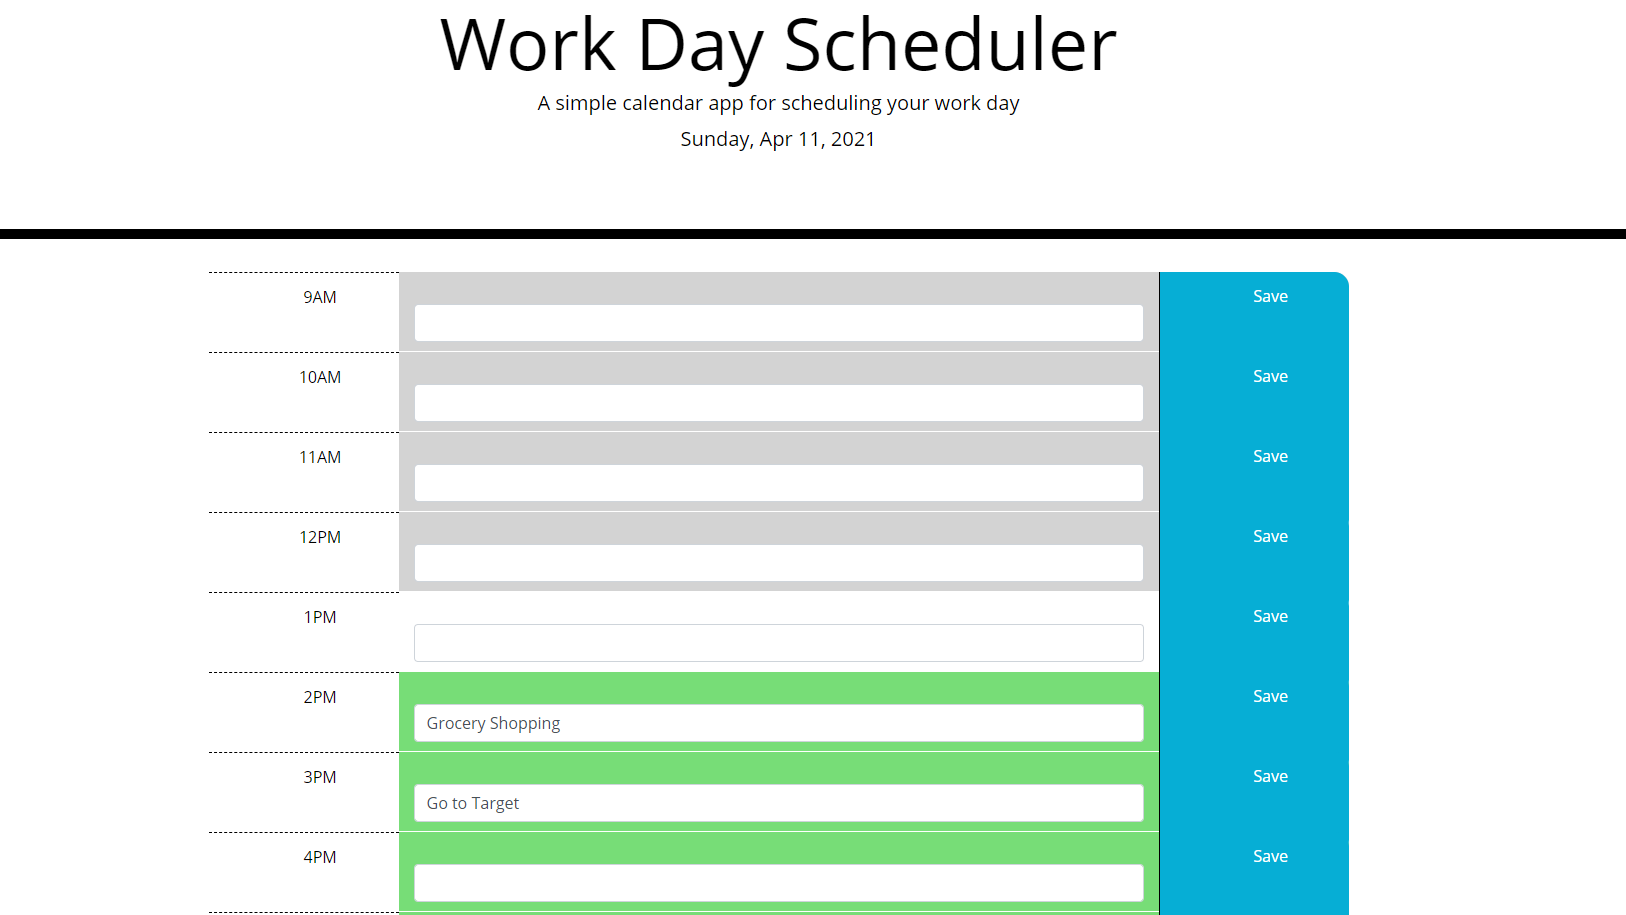 Work Day Scheduler
A simple calendar app for scheduling your work day
Sunday, Apr 11, 2021
9AM Save
10AM Save
11AM Save
12PM Save
1PM Save
2PM Grocery Shopping Save
3PM Go to Target Save
4PM Save